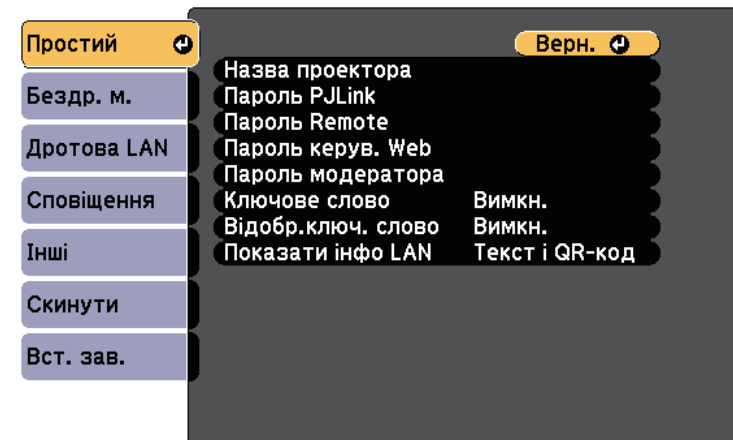 Простий
Бездр. м.
Дротова LAN
Сповіщення
Інші
Скинути
Вст. зав.
Верн.
Назва проектора
Пароль PJLink
Пароль Remote
Пароль керув. Web
Пароль модератора
Ключове слово Вимкн.
Відобр.ключ. слово Вимкн.
Показати інфо LAN Текст і QR-код